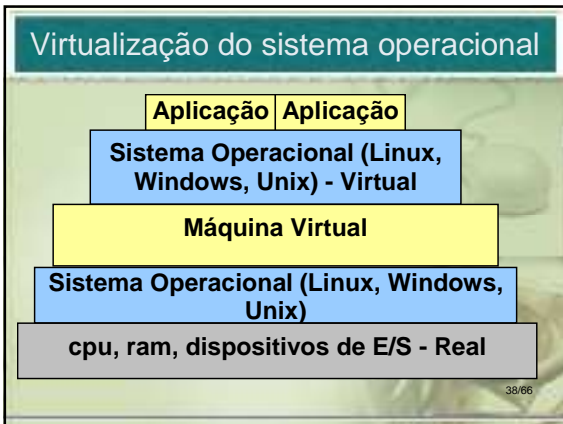 Virtualização do sistema operacional
Aplicação Aplicação
Sistema Operacional (Linux,
Windows, Unix) - Virtual
Máquina Virtual
Sistema Operacional (Linux, Windows,
Unix)
cpu, ram, dispositivos de E/S - Real
38/66